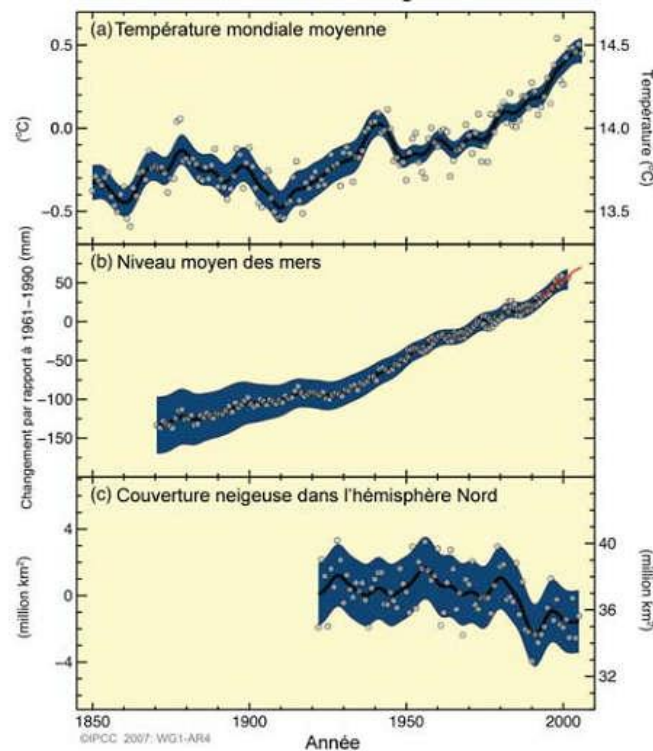 (a) Température mondiale moyenne
0.5
0.0
−0.5
(°C)
14.5
14.0
13.5
Température (°C)
(b) Niveau moyen des mers
50
0
−50
−100
−150
Changement par rapport à 1961−1990 (mm)
(c) Couverture neigeuse dans l'hémisphère Nord
4
0
−4
(million km²)
40
36
32
(million km²)
1850
1900
1950
2000
©IPCC 2007: WG1-AR4
Année